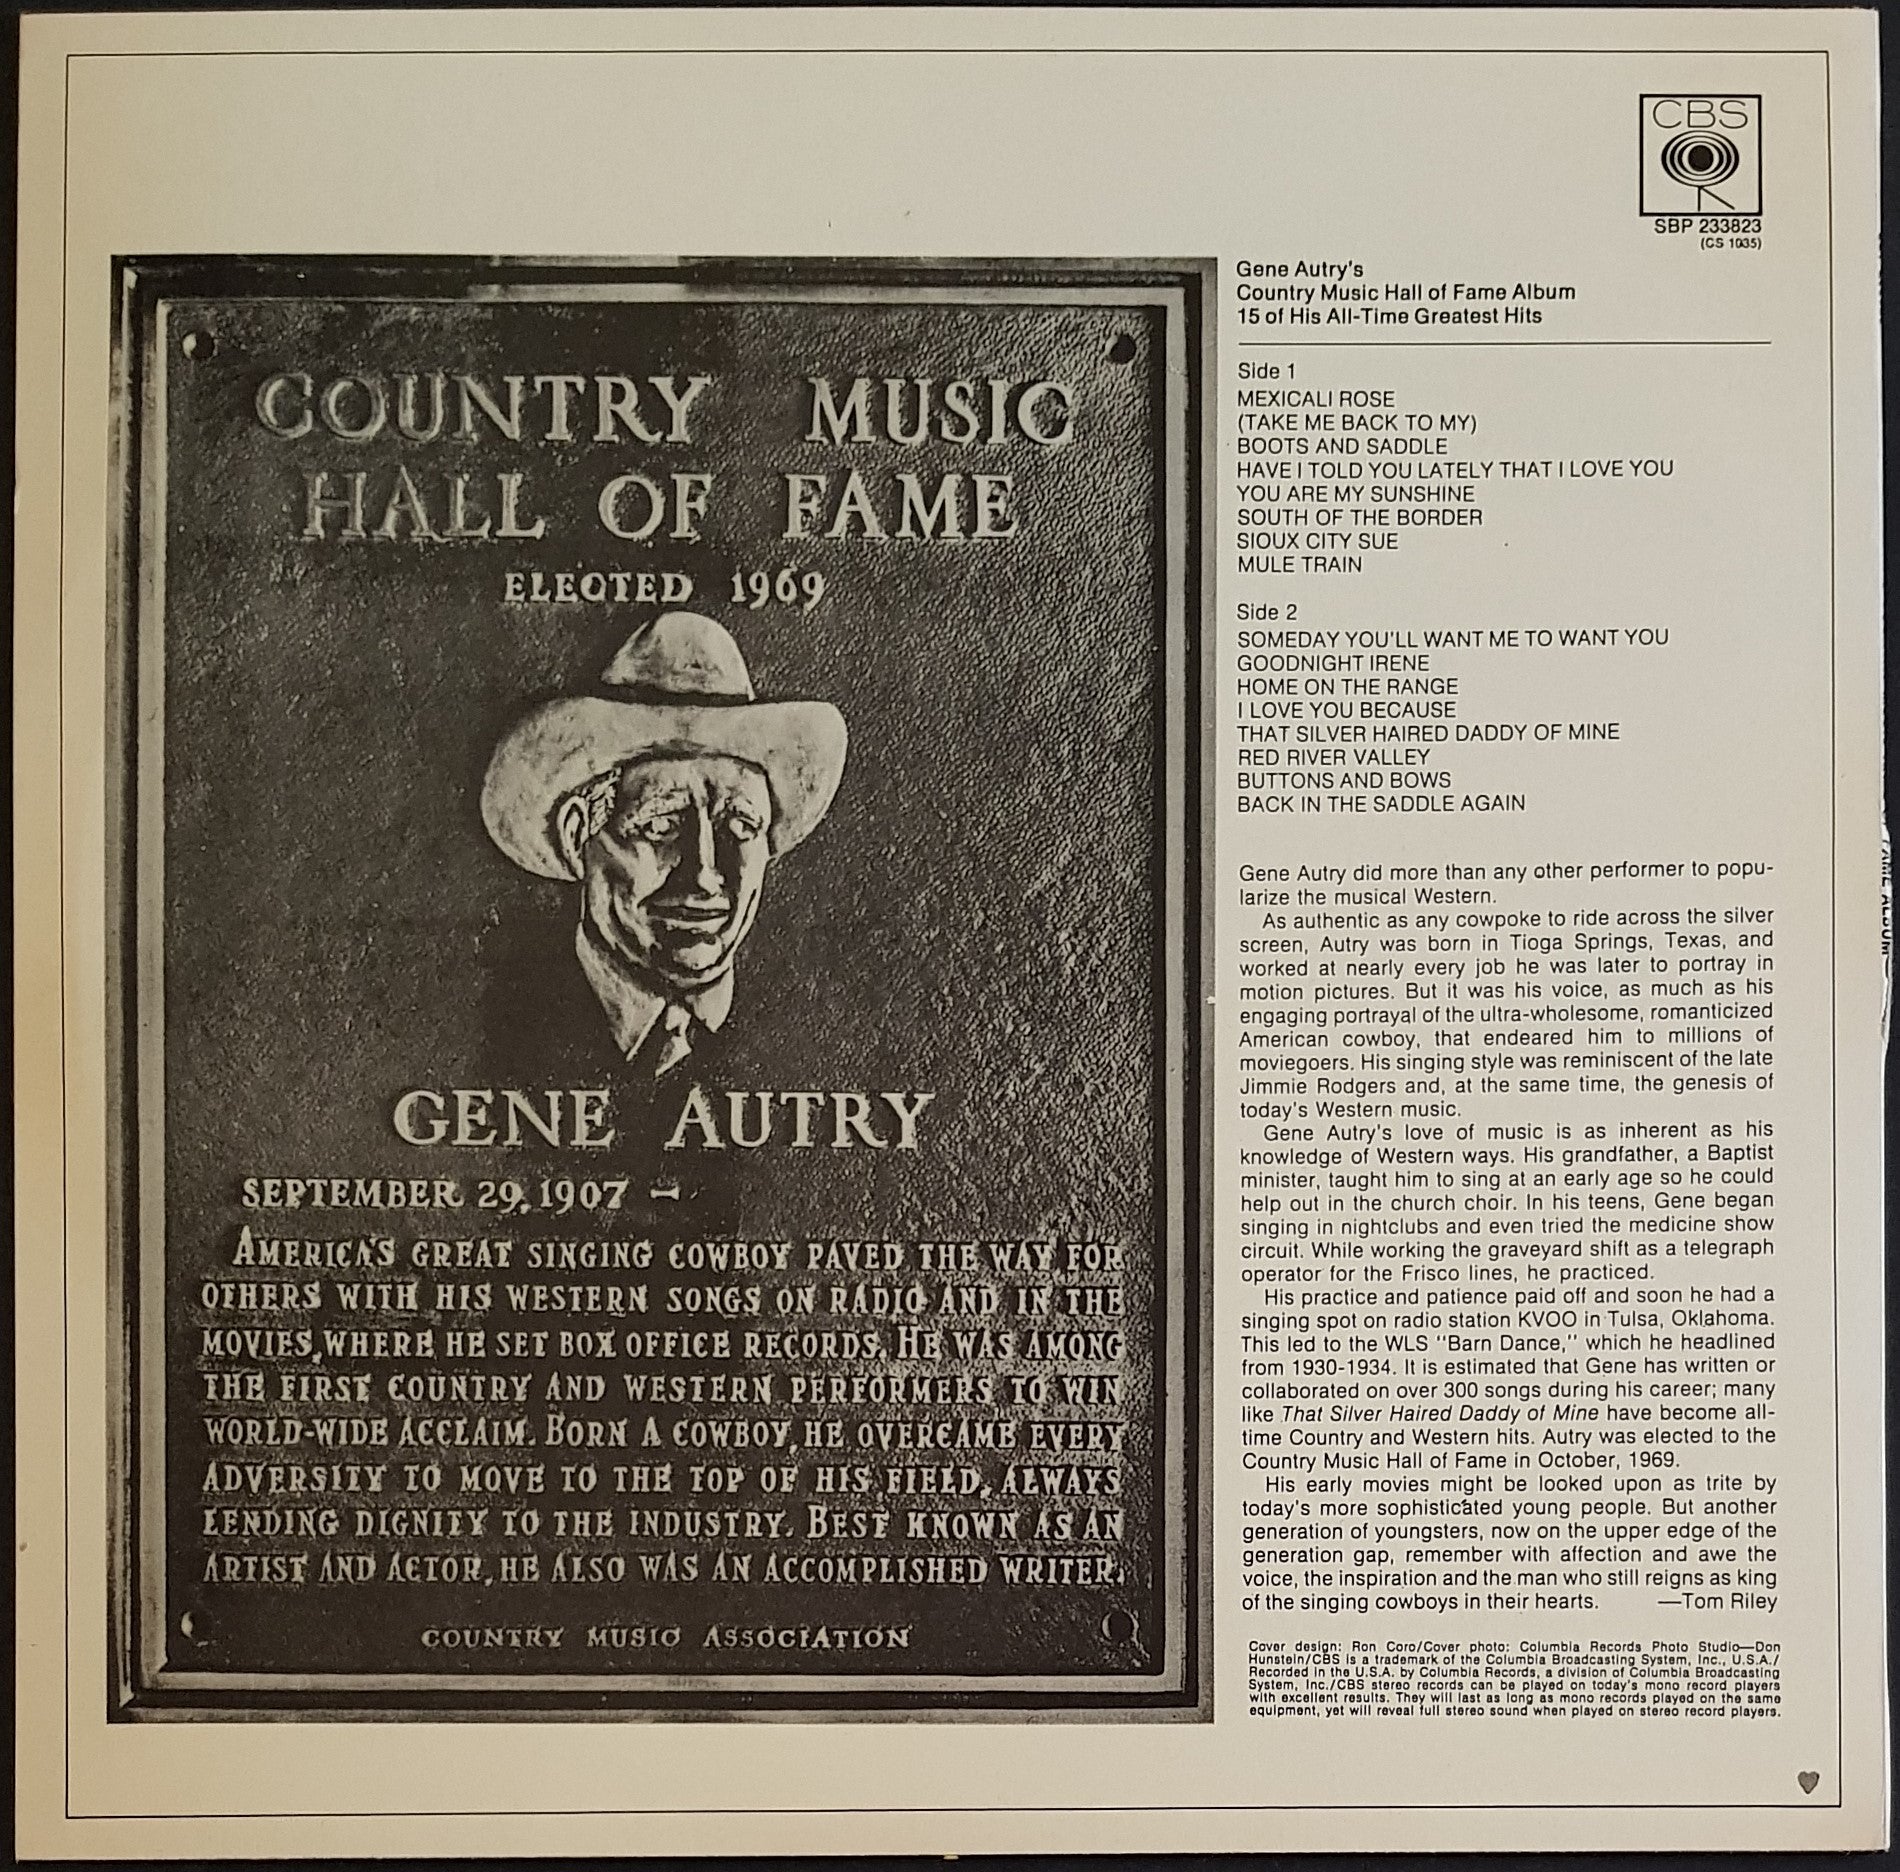 CBS
SBP 233823
(CS 1035)
COUNTRY MUSIC
HALL OF FAME
ELECTED 1969
GENE AUTRY
SEPTEMBER 29, 1907 –
AMERICA'S GREAT SINGING COWBOY PAVED THE WAY FOR
OTHERS WITH HIS WESTERN SONGS ON RADIO AND IN THE
MOVIES, WHERE HE SET BOX OFFICE RECORDS. HE WAS AMONG
THE FIRST COUNTRY AND WESTERN PERFORMERS TO WIN
WORLD-WIDE ACCLAIM. BORN A COWBOY, HE OVERCAME EVERY
ADVERSITY TO MOVE TO THE TOP OF HIS FIELD, ALWAYS
LENDING DIGNITY TO THE INDUSTRY. BEST KNOWN AS AN
ARTIST AND ACTOR, HE ALSO WAS AN ACCOMPLISHED WRITER.
COUNTRY MUSIC ASSOCIATION
Gene Autry's
Country Music Hall of Fame Album
15 of His All-Time Greatest Hits
Side 1
MEXICALI ROSE
(TAKE ME BACK TO MY)
BOOTS AND SADDLE
HAVE I TOLD YOU LATELY THAT I LOVE YOU
YOU ARE MY SUNSHINE
SOUTH OF THE BORDER
SIOUX CITY SUE
MULE TRAIN
Side 2
SOMEDAY YOU'LL WANT ME TO WANT YOU
GOODNIGHT IRENE
HOME ON THE RANGE
I LOVE YOU BECAUSE
THAT SILVER HAIRED DADDY OF MINE
RED RIVER VALLEY
BUTTONS AND BOWS
BACK IN THE SADDLE AGAIN
Gene Autry did more than any other performer to popu-
larize the musical Western.
As authentic as any cowpoke to ride across the silver
screen, Autry was born in Tioga Springs, Texas, and
worked at nearly every job he was later to portray in
motion pictures. But it was his voice, as much as his
engaging portrayal of the ultra-wholesome, romanticized
American cowboy, that endeared him to millions of
moviegoers. His singing style was reminiscent of the late
Jimmie Rodgers and, at the same time, the genesis of
today's Western music.
Gene Autry's love of music is as inherent as his
knowledge of Western ways. His grandfather, a Baptist
minister, taught him to sing at an early age so he could
help out in the church choir. In his teens, Gene began
singing in nightclubs and even tried the medicine show
circuit. While working the graveyard shift as a telegraph
operator for the Frisco lines, he practiced.
His practice and patience paid off and soon he had a
singing spot on radio station KVOO in Tulsa, Oklahoma.
This led to the WLS "Barn Dance," which he headlined
from 1930-1934. It is estimated that Gene has written or
collaborated on over 300 songs during his career; many
like That Silver Haired Daddy of Mine have become all-
time Country and Western hits. Autry was elected to the
Country Music Hall of Fame in October, 1969.
His early movies might be looked upon as trite by
today's more sophisticated young people. But another
generation of youngsters, now on the upper edge of the
generation gap, remember with affection and awe the
voice, the inspiration and the man who still reigns as king
of the singing cowboys in their hearts. —Tom Riley
Cover design: Ron Coro/Cover photo: Columbia Records Photo Studio—Don
Hunstein/CBS is a trademark of the Columbia Broadcasting System, Inc., U.S.A./
Recorded in the U.S.A. by Columbia Records, a division of Columbia Broadcasting
System, Inc./CBS stereo records can be played on today's mono record players
with excellent results. They will last as long as mono records played on the same
equipment, yet will reveal full stereo sound when played on stereo record players.
FAME ALBUM